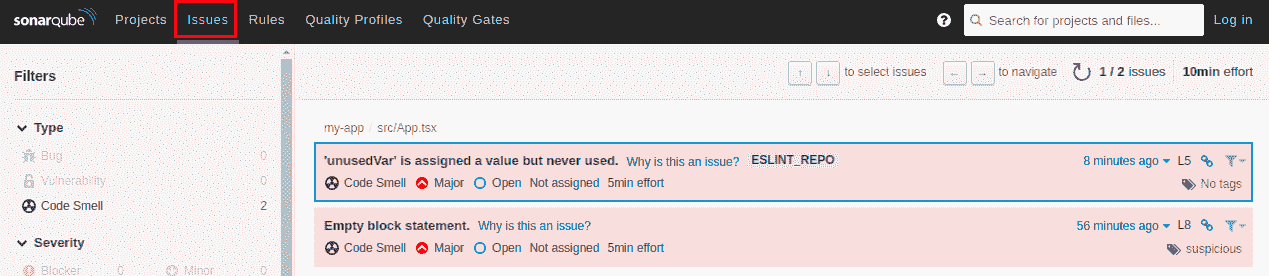 sonarqube Projects Issues Rules Quality Profiles Quality Gates ? Search for projects and files... Log in
Filters
↑ ↓ to select issues ← → to navigate 1 / 2 issues 10min effort
Type
Bug 0
Vulnerability 0
Code Smell 2
Severity
Blocker 0 Minor 0
my-app / src/App.tsx
'unusedVar' is assigned a value but never used. Why is this an issue? ESLINT_REPO 8 minutes ago L5
Code Smell Major Open Not assigned 5min effort No tags
Empty block statement. Why is this an issue? 56 minutes ago L8
Code Smell Major Open Not assigned 5min effort suspicious